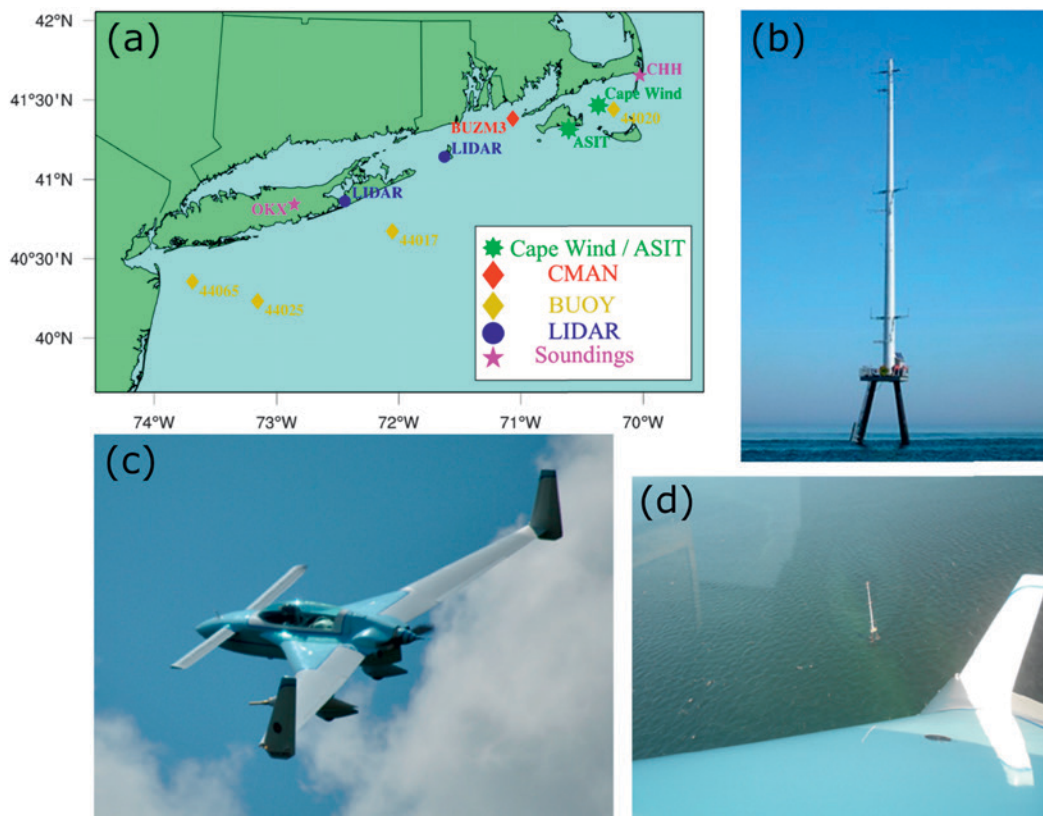 (a)
42°N
41°30'N
41°N
40°30'N
40°N
74°W
73°W
72°W
71°W
70°W
CHH
Cape Wind
44020
BUZM3
ASIT
LIDAR
LIDAR
OKX
44017
44065
44025
Cape Wind / ASIT
CMAN
BUOY
LIDAR
Soundings
(b)
(c)
(d)